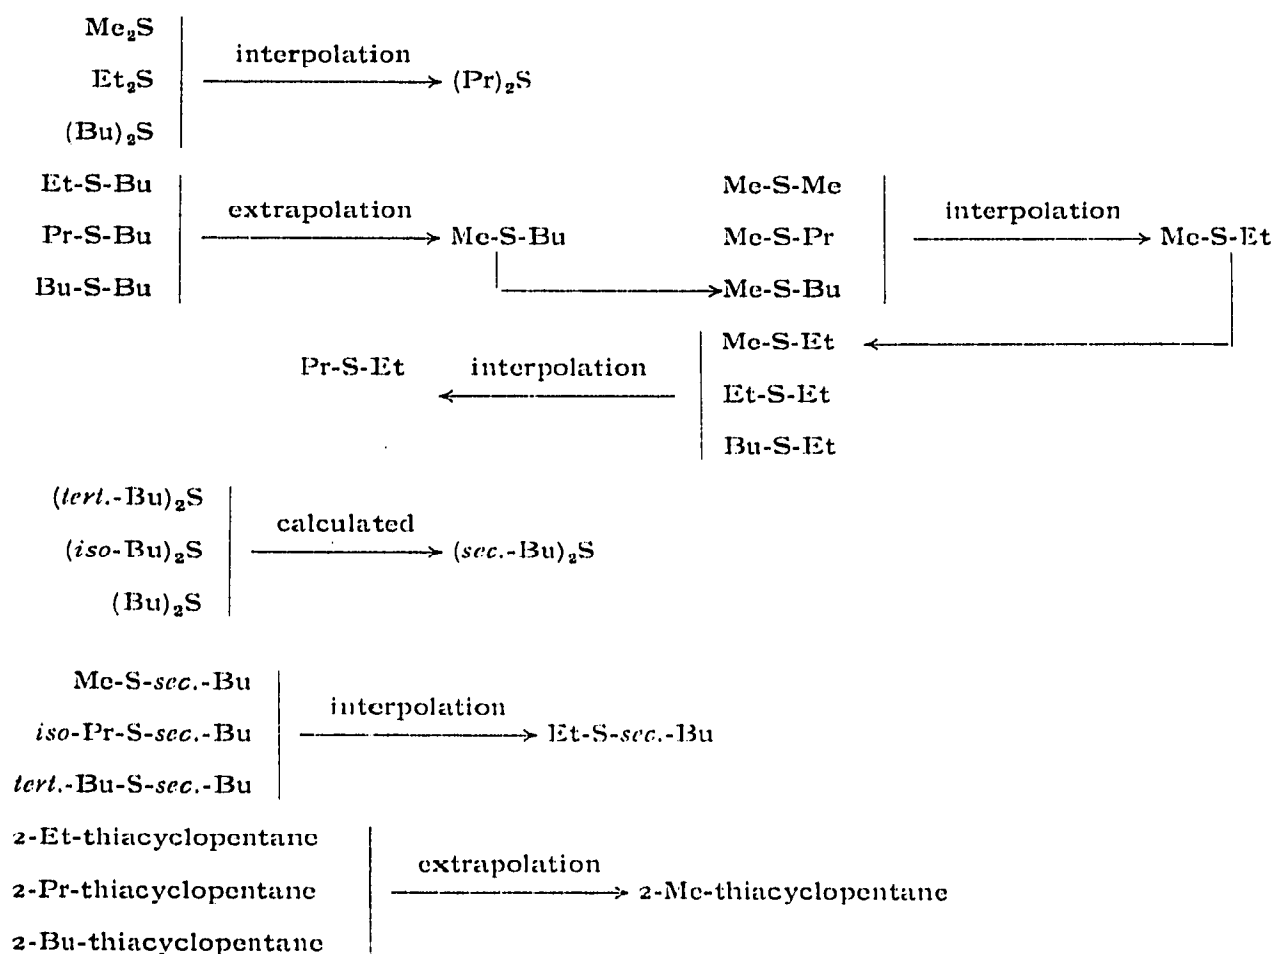 Me₂S
interpolation
Et₂S (Pr)₂S
(Bu)₂S
Et-S-Bu Me-S-Me
extrapolation interpolation
Pr-S-Bu Me-S-Bu Me-S-Pr Me-S-Et
Bu-S-Bu Me-S-Bu
Me-S-Et
Pr-S-Et interpolation
Et-S-Et
Bu-S-Et
(tert.-Bu)₂S
calculated
(iso-Bu)₂S (sec.-Bu)₂S
(Bu)₂S
Me-S-sec.-Bu
interpolation
iso-Pr-S-sec.-Bu Et-S-sec.-Bu
tert.-Bu-S-sec.-Bu
2-Et-thiacyclopentane
extrapolation
2-Pr-thiacyclopentane 2-Me-thiacyclopentane
2-Bu-thiacyclopentane